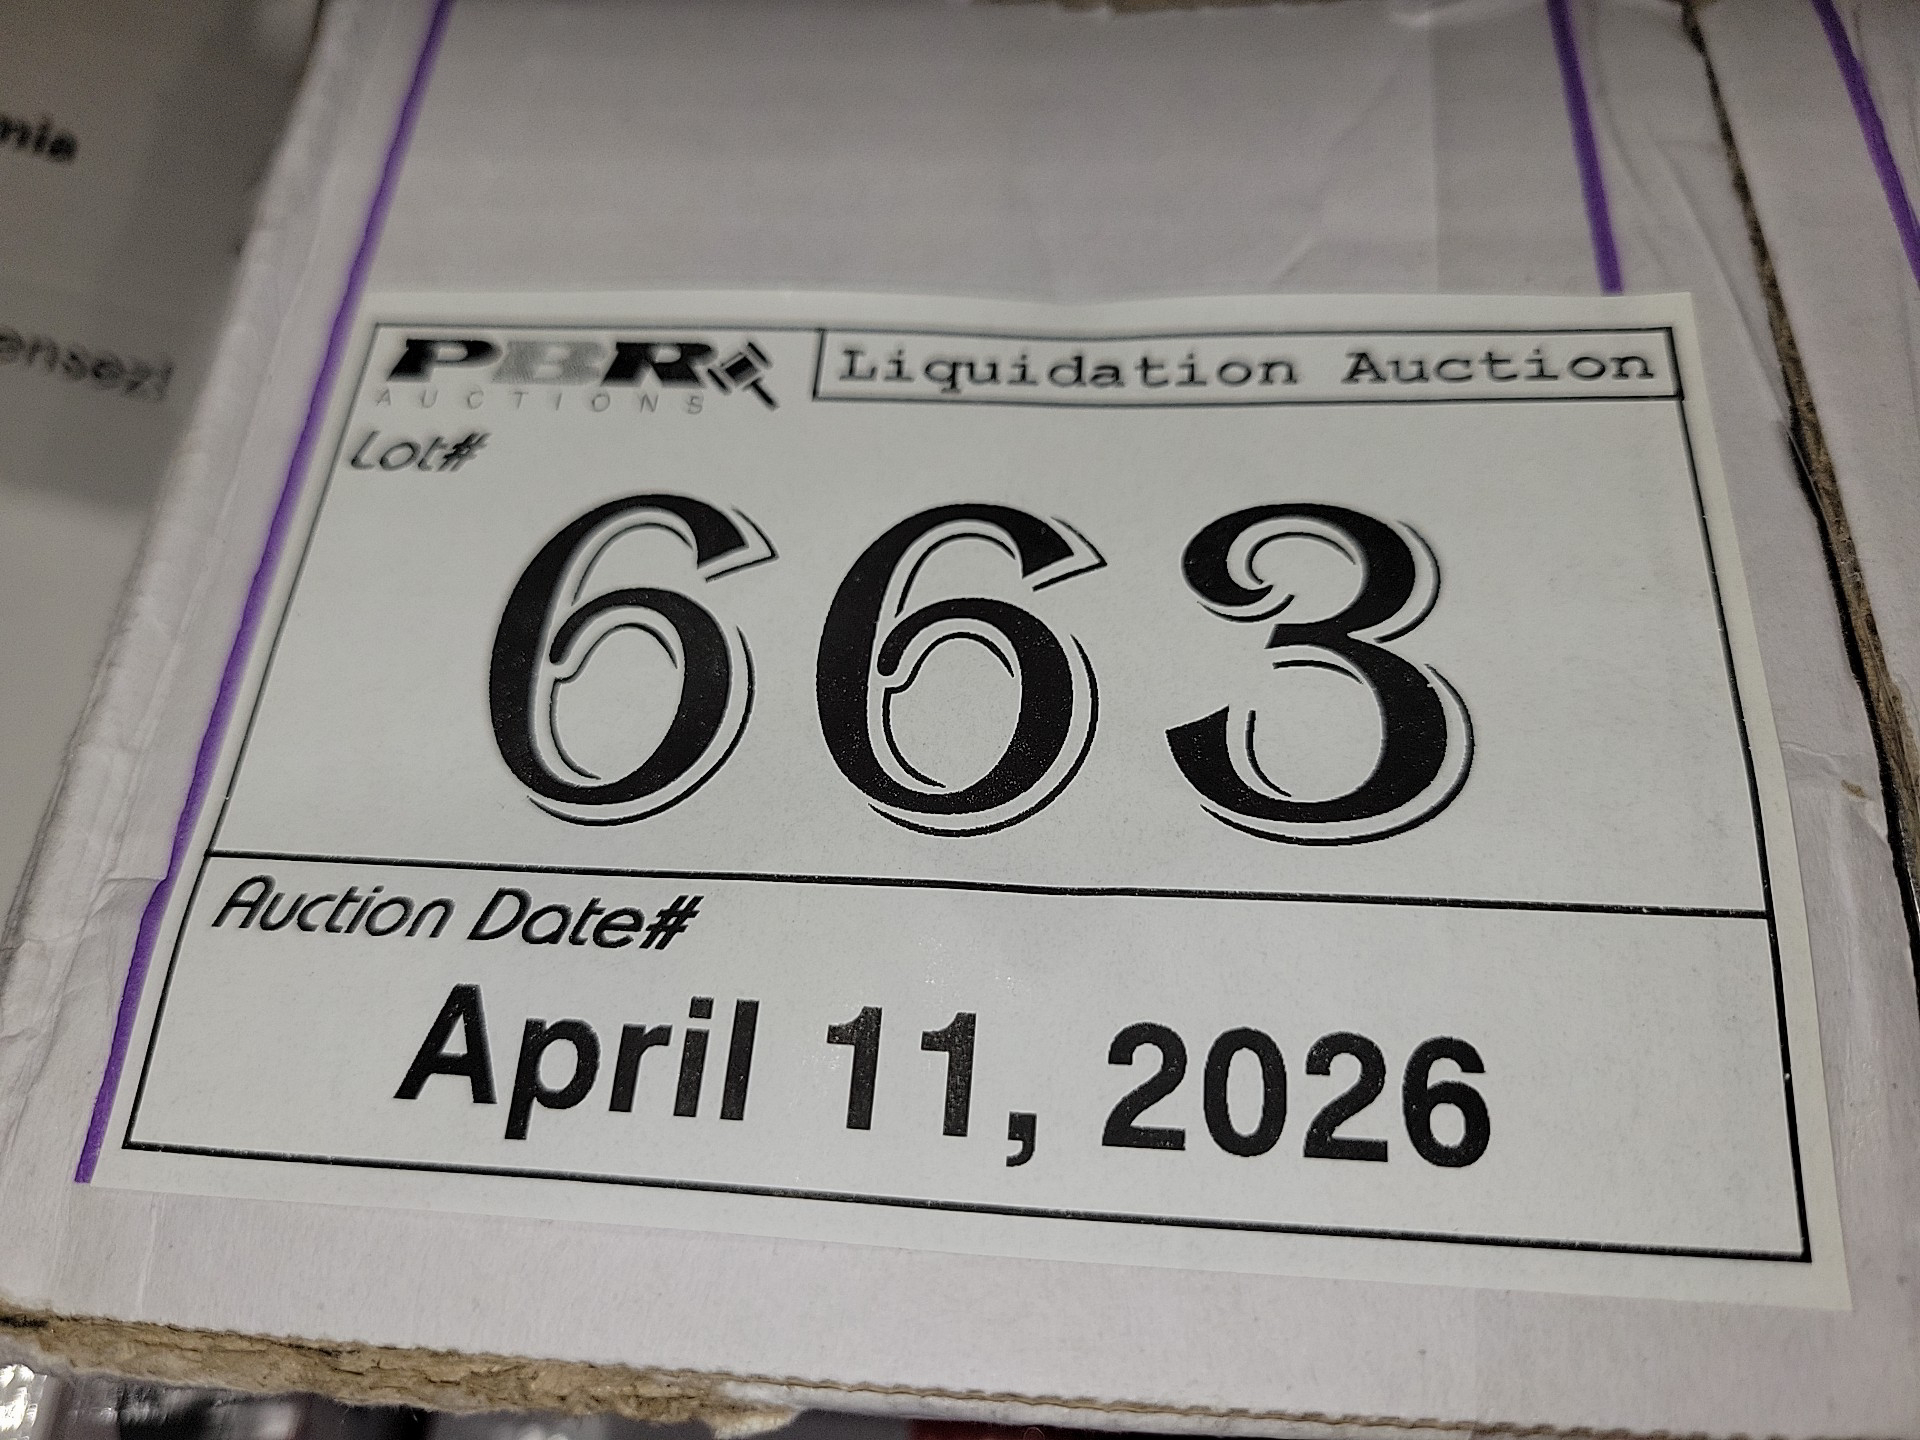 PBR
AUCTIONS
Liquidation Auction
Lot#
663
Auction Date#
April 11, 2026